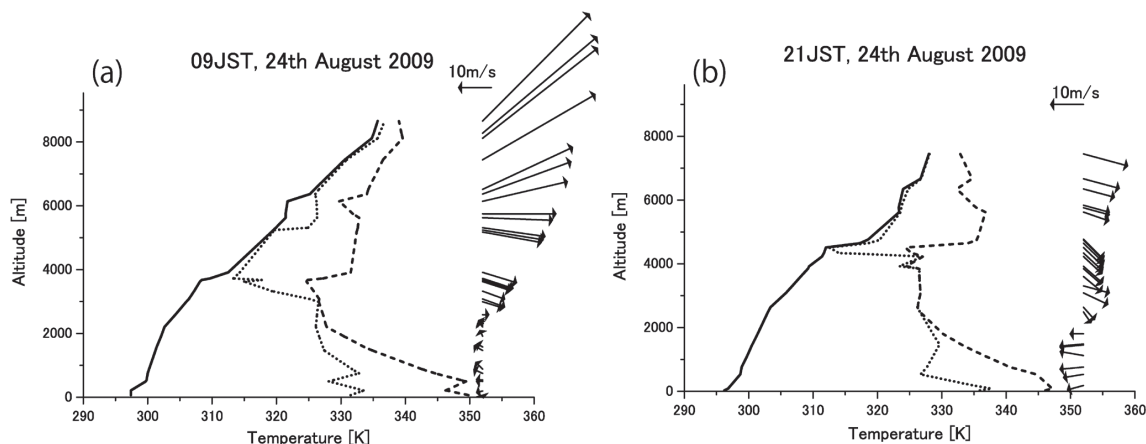 (a)
09JST, 24th August 2009
10m/s
8000
6000
4000
2000
0
Altitude [m]
290 300 310 320 330 340 350 360
Temperature [K]
(b)
21JST, 24th August 2009
10m/s
8000
6000
4000
2000
0
Altitude [m]
290 300 310 320 330 340 350 360
Temperature [K]